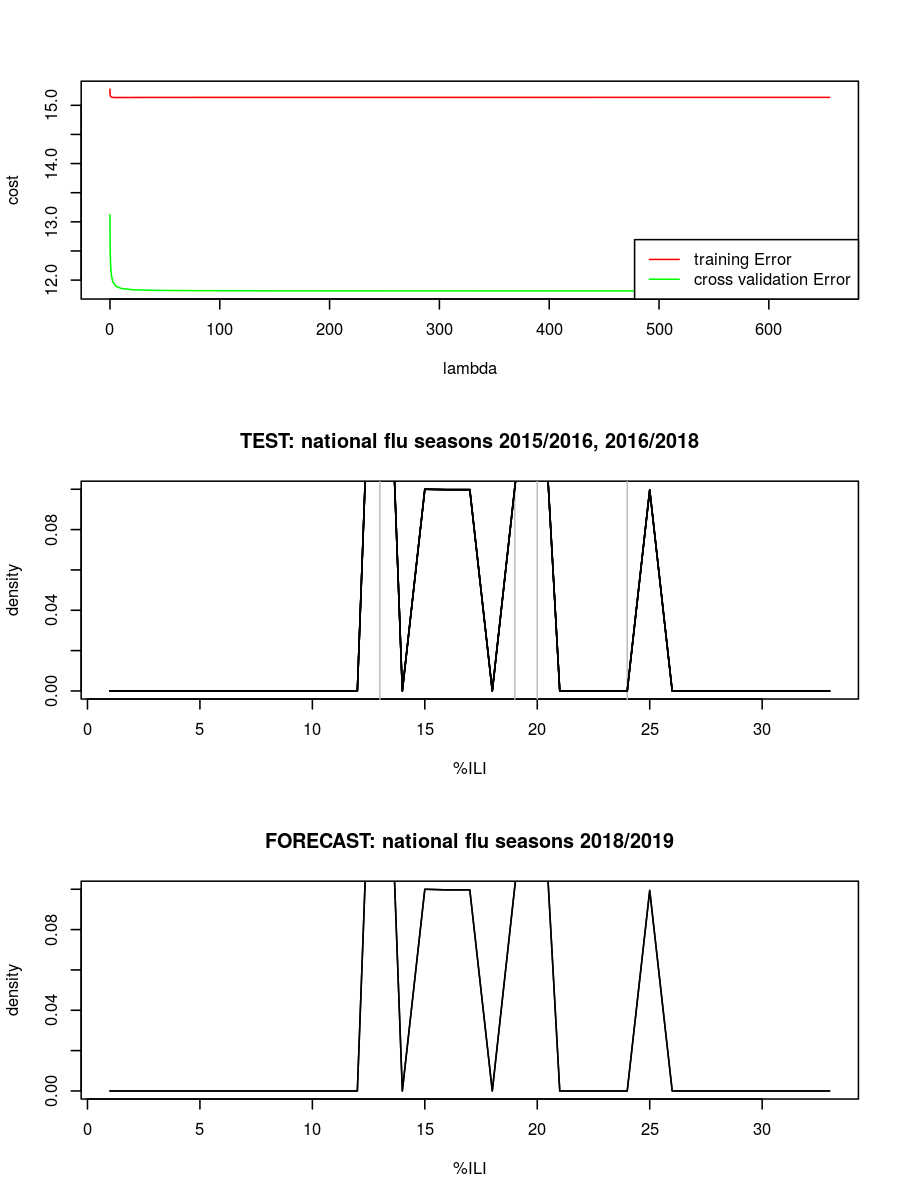 15.0
14.0
13.0
12.0
cost
training Error
cross validation Error
0 100 200 300 400 500 600
lambda
TEST: national flu seasons 2015/2016, 2016/2018
0.08
0.04
0.00
density
0 5 10 15 20 25 30
%ILI
FORECAST: national flu seasons 2018/2019
0.08
0.04
0.00
density
0 5 10 15 20 25 30
%ILI